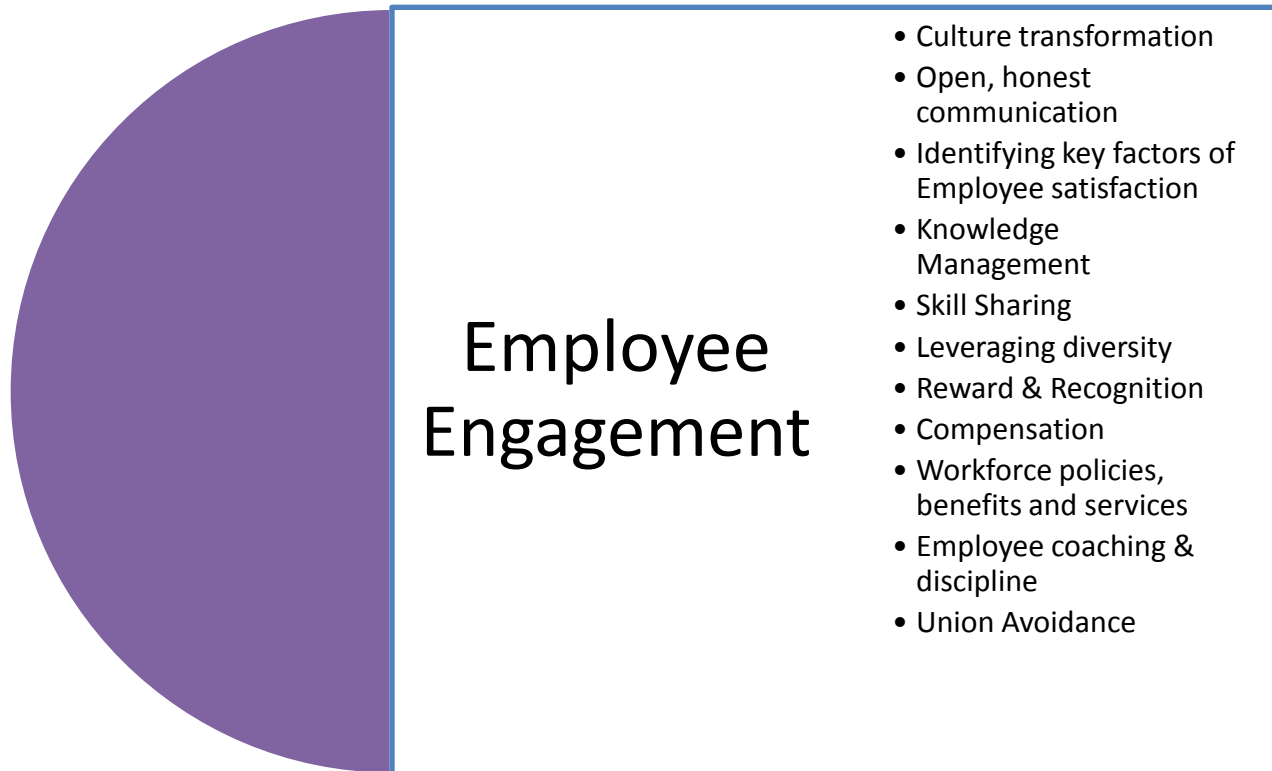 Employee
Engagement
• Culture transformation
• Open, honest
communication
• Identifying key factors of
Employee satisfaction
• Knowledge
Management
• Skill Sharing
• Leveraging diversity
• Reward & Recognition
• Compensation
• Workforce policies,
benefits and services
• Employee coaching &
discipline
• Union Avoidance